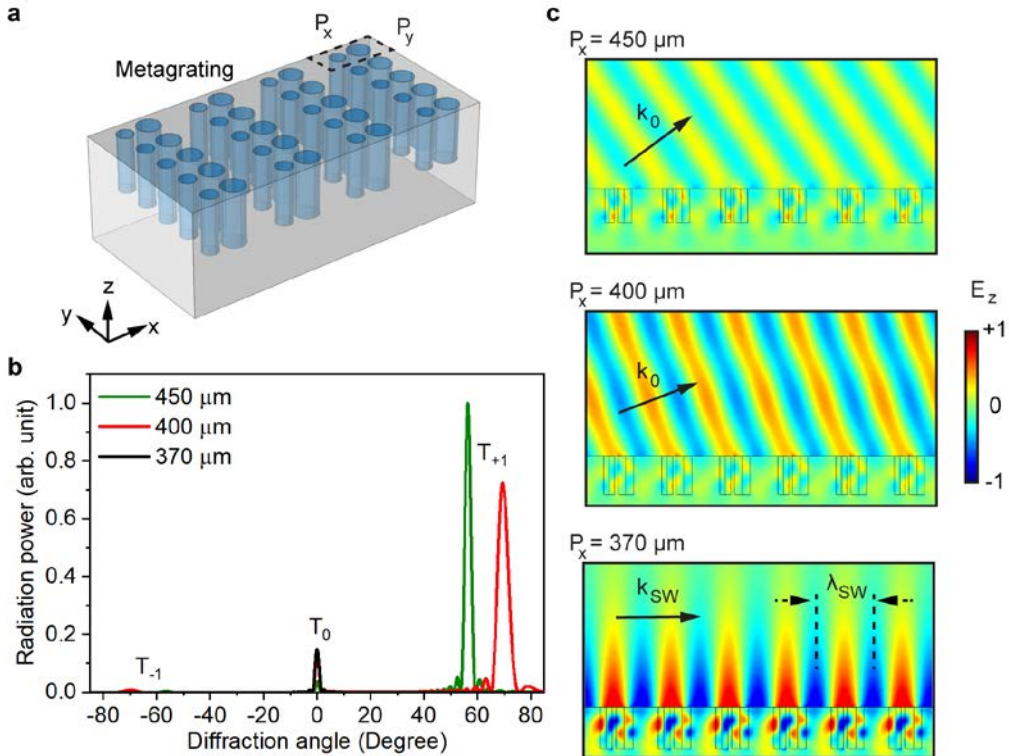 a
P_x
P_y
Metagrating
z
y
x
b
450 μm
400 μm
370 μm
T_+1
T_0
T_-1
1.0
0.8
0.6
0.4
0.2
0.0
Radiation power (arb. unit)
-80 -60 -40 -20 0 20 40 60 80
Diffraction angle (Degree)
c
P_x = 450 μm
k_0
P_x = 400 μm
k_0
E_z
+1
0
-1
P_x = 370 μm
k_SW
λ_SW